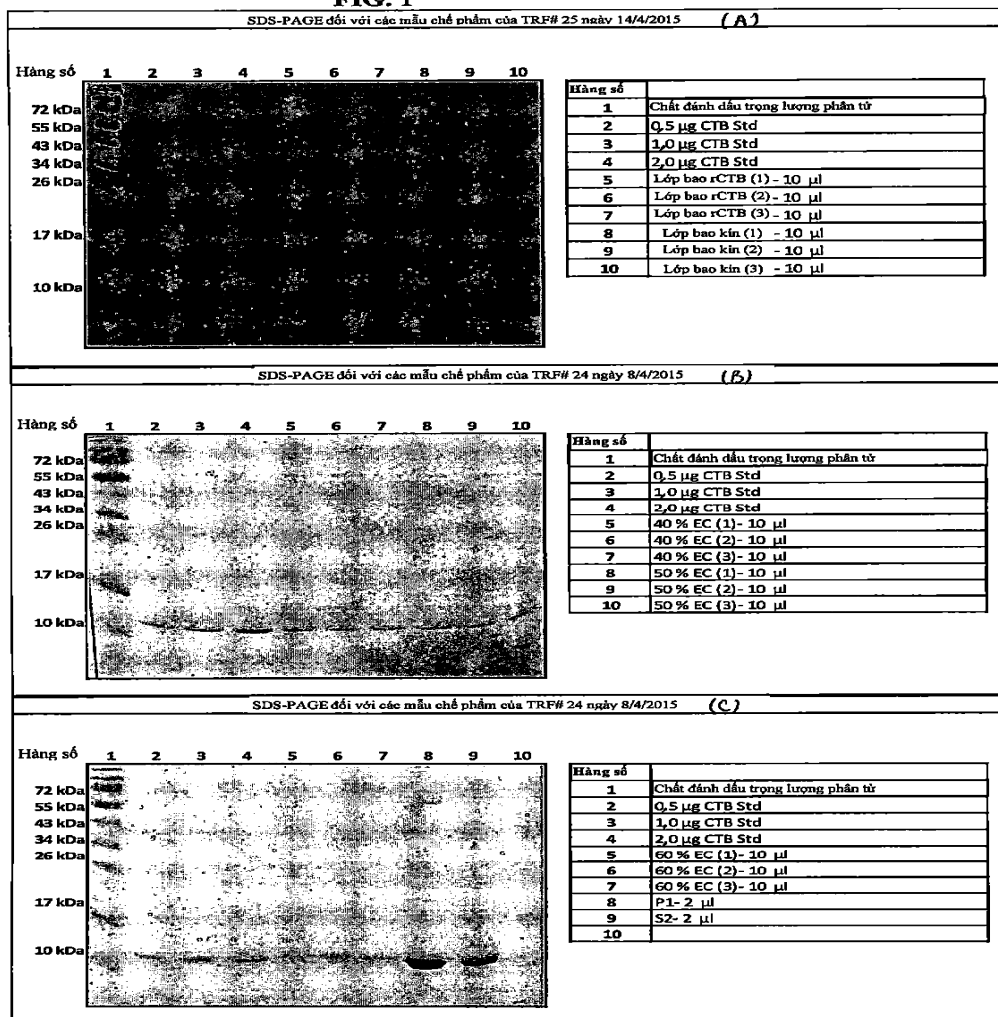 FIG. 1
SDS-PAGE đối với các mẫu chế phẩm của TRF# 25 ngày 14/4/2015 (A)
Hàng số 1 2 3 4 5 6 7 8 9 10
72 kDa
55 kDa
43 kDa
34 kDa
26 kDa
17 kDa
10 kDa
Hàng số
1 Chất đánh dấu trọng lượng phân tử
2 0,5 µg CTB Std
3 1,0 µg CTB Std
4 2,0 µg CTB Std
5 Lớp bao rCTB (1) - 10 µl
6 Lớp bao rCTB (2) - 10 µl
7 Lớp bao rCTB (3) - 10 µl
8 Lớp bao kín (1) - 10 µl
9 Lớp bao kín (2) - 10 µl
10 Lớp bao kín (3) - 10 µl
SDS-PAGE đối với các mẫu chế phẩm của TRF# 24 ngày 8/4/2015 (B)
Hàng số 1 2 3 4 5 6 7 8 9 10
72 kDa
55 kDa
43 kDa
34 kDa
26 kDa
17 kDa
10 kDa
Hàng số
1 Chất đánh dấu trọng lượng phân tử
2 0,5 µg CTB Std
3 1,0 µg CTB Std
4 2,0 µg CTB Std
5 40 % EC (1)- 10 µl
6 40 % EC (2)- 10 µl
7 40 % EC (3)- 10 µl
8 50 % EC (1)- 10 µl
9 50 % EC (2)- 10 µl
10 50 % EC (3)- 10 µl
SDS-PAGE đối với các mẫu chế phẩm của TRF# 24 ngày 8/4/2015 (C)
Hàng số 1 2 3 4 5 6 7 8 9 10
72 kDa
55 kDa
43 kDa
34 kDa
26 kDa
17 kDa
10 kDa
Hàng số
1 Chất đánh dấu trọng lượng phân tử
2 0,5 µg CTB Std
3 1,0 µg CTB Std
4 2,0 µg CTB Std
5 60 % EC (1)- 10 µl
6 60 % EC (2)- 10 µl
7 60 % EC (3)- 10 µl
8 P1- 2 µl
9 S2- 2 µl
10